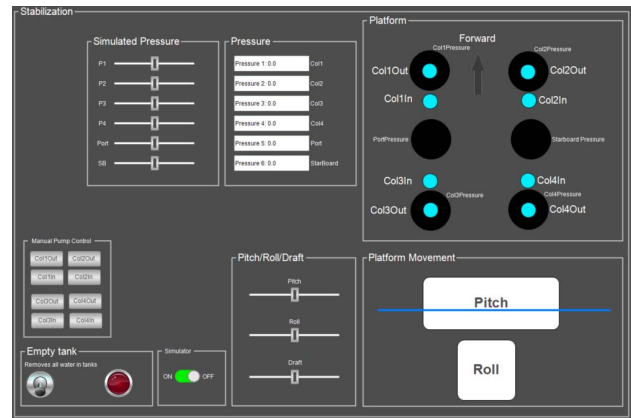 Stabilization
Simulated Pressure
P1
P2
P3
P4
Port
SB
Pressure
Pressure 1: 0.0 Col1
Pressure 2: 0.0 Col2
Pressure 3: 0.0 Col3
Pressure 4: 0.0 Col4
Pressure 5: 0.0 Port
Pressure 6: 0.0 StarBoard
Platform
Forward
Col1Pressure
Col2Pressure
Col1Out
Col2Out
Col1In
Col2In
PortPressure
Starboard Pressure
Col3In
Col4In
Col3Pressure
Col4Pressure
Col3Out
Col4Out
Manual Pump Control
Col1Out Col2Out
Col1In Col2In
Col3Out Col4Out
Col3In Col4In
Empty tank
Removes all water in tanks
Simulator
ON OFF
Pitch/Roll/Draft
Pitch
Roll
Draft
Platform Movement
Pitch
Roll